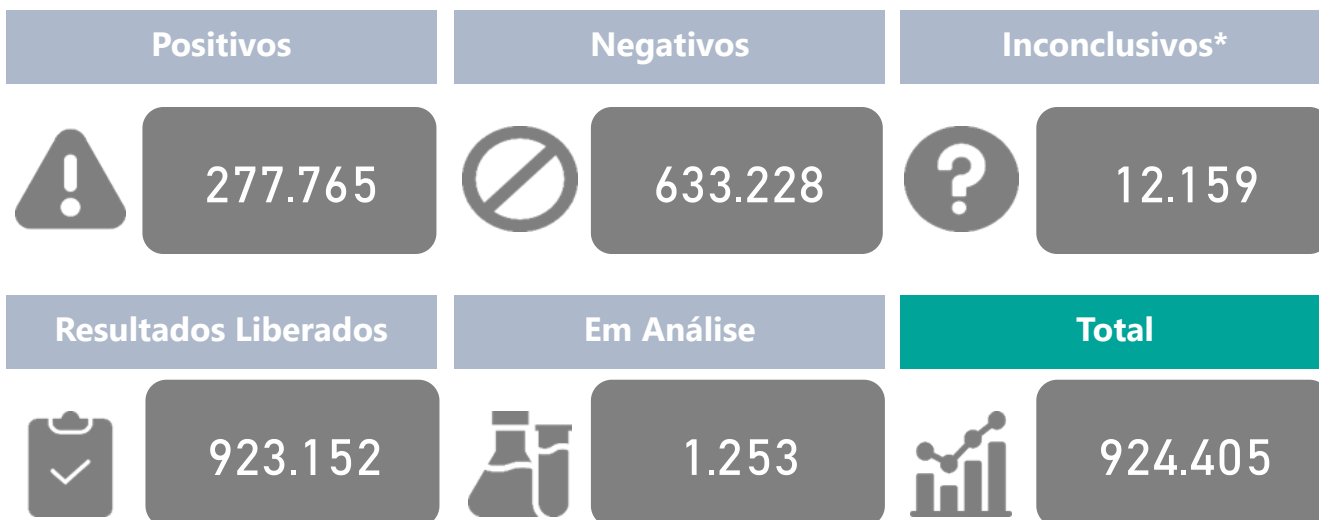 Positivos
Negativos
Inconclusivos*
277.765
633.228
12.159
Resultados Liberados
Em Análise
Total
923.152
1.253
924.405